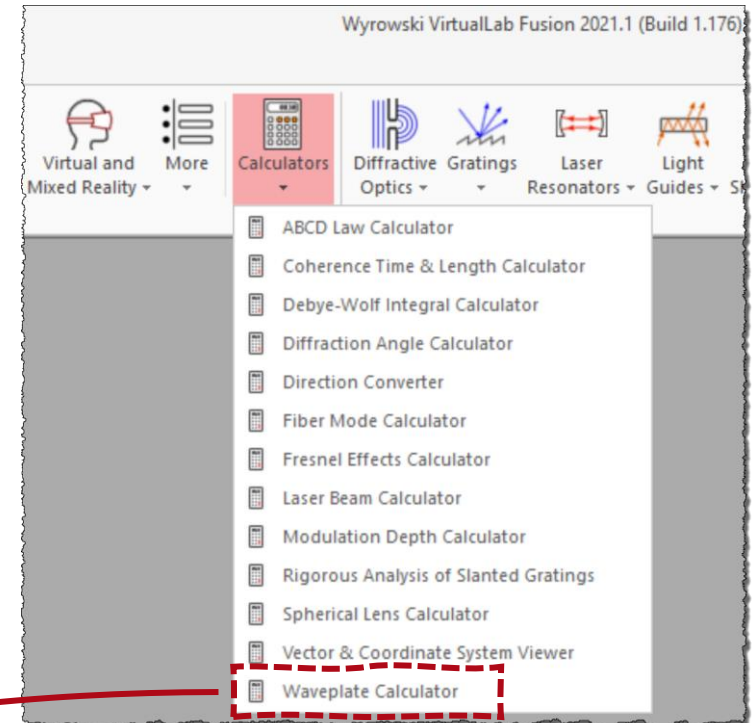 Wyrowski VirtualLab Fusion 2021.1 (Build 1.176)
Virtual and
Mixed Reality
More
Calculators
Diffractive
Optics
Gratings
Laser
Resonators
Light
Guides
ABCD Law Calculator
Coherence Time & Length Calculator
Debye-Wolf Integral Calculator
Diffraction Angle Calculator
Direction Converter
Fiber Mode Calculator
Fresnel Effects Calculator
Laser Beam Calculator
Modulation Depth Calculator
Rigorous Analysis of Slanted Gratings
Spherical Lens Calculator
Vector & Coordinate System Viewer
Waveplate Calculator